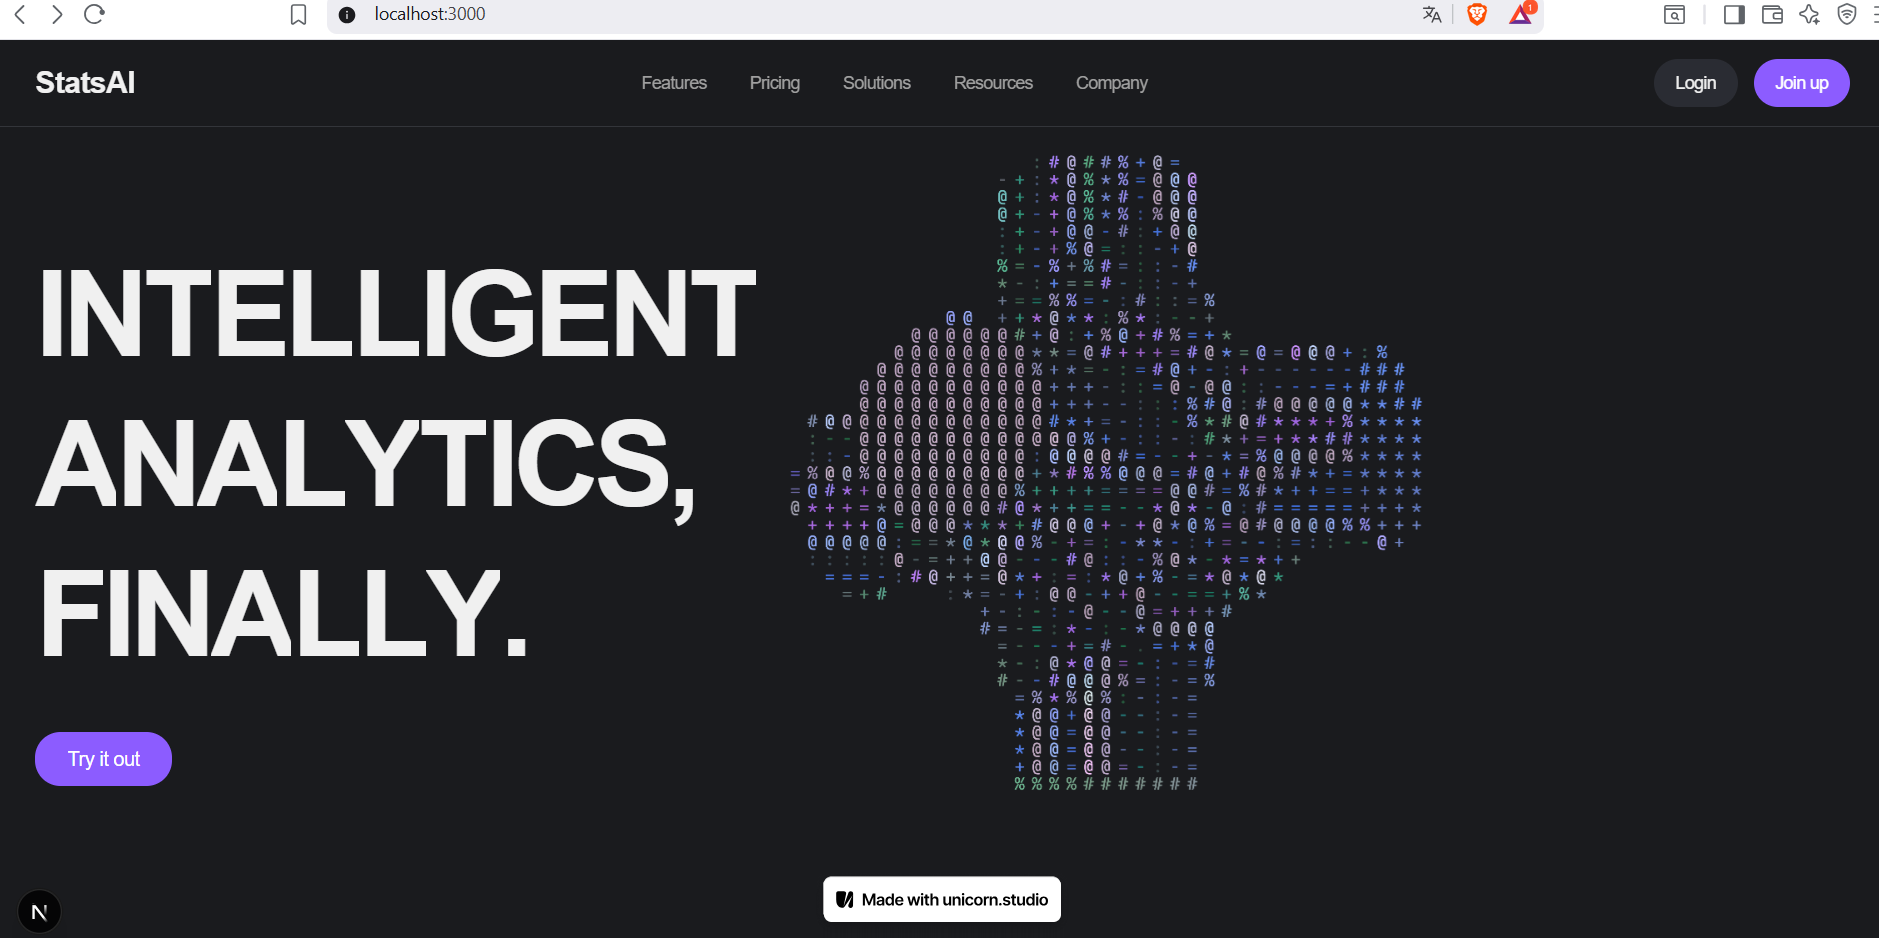 localhost:3000
1
StatsAI
Features
Pricing
Solutions
Resources
Company
Login
Join up
INTELLIGENT
ANALYTICS,
FINALLY.
Try it out
Made with unicorn.studio
N